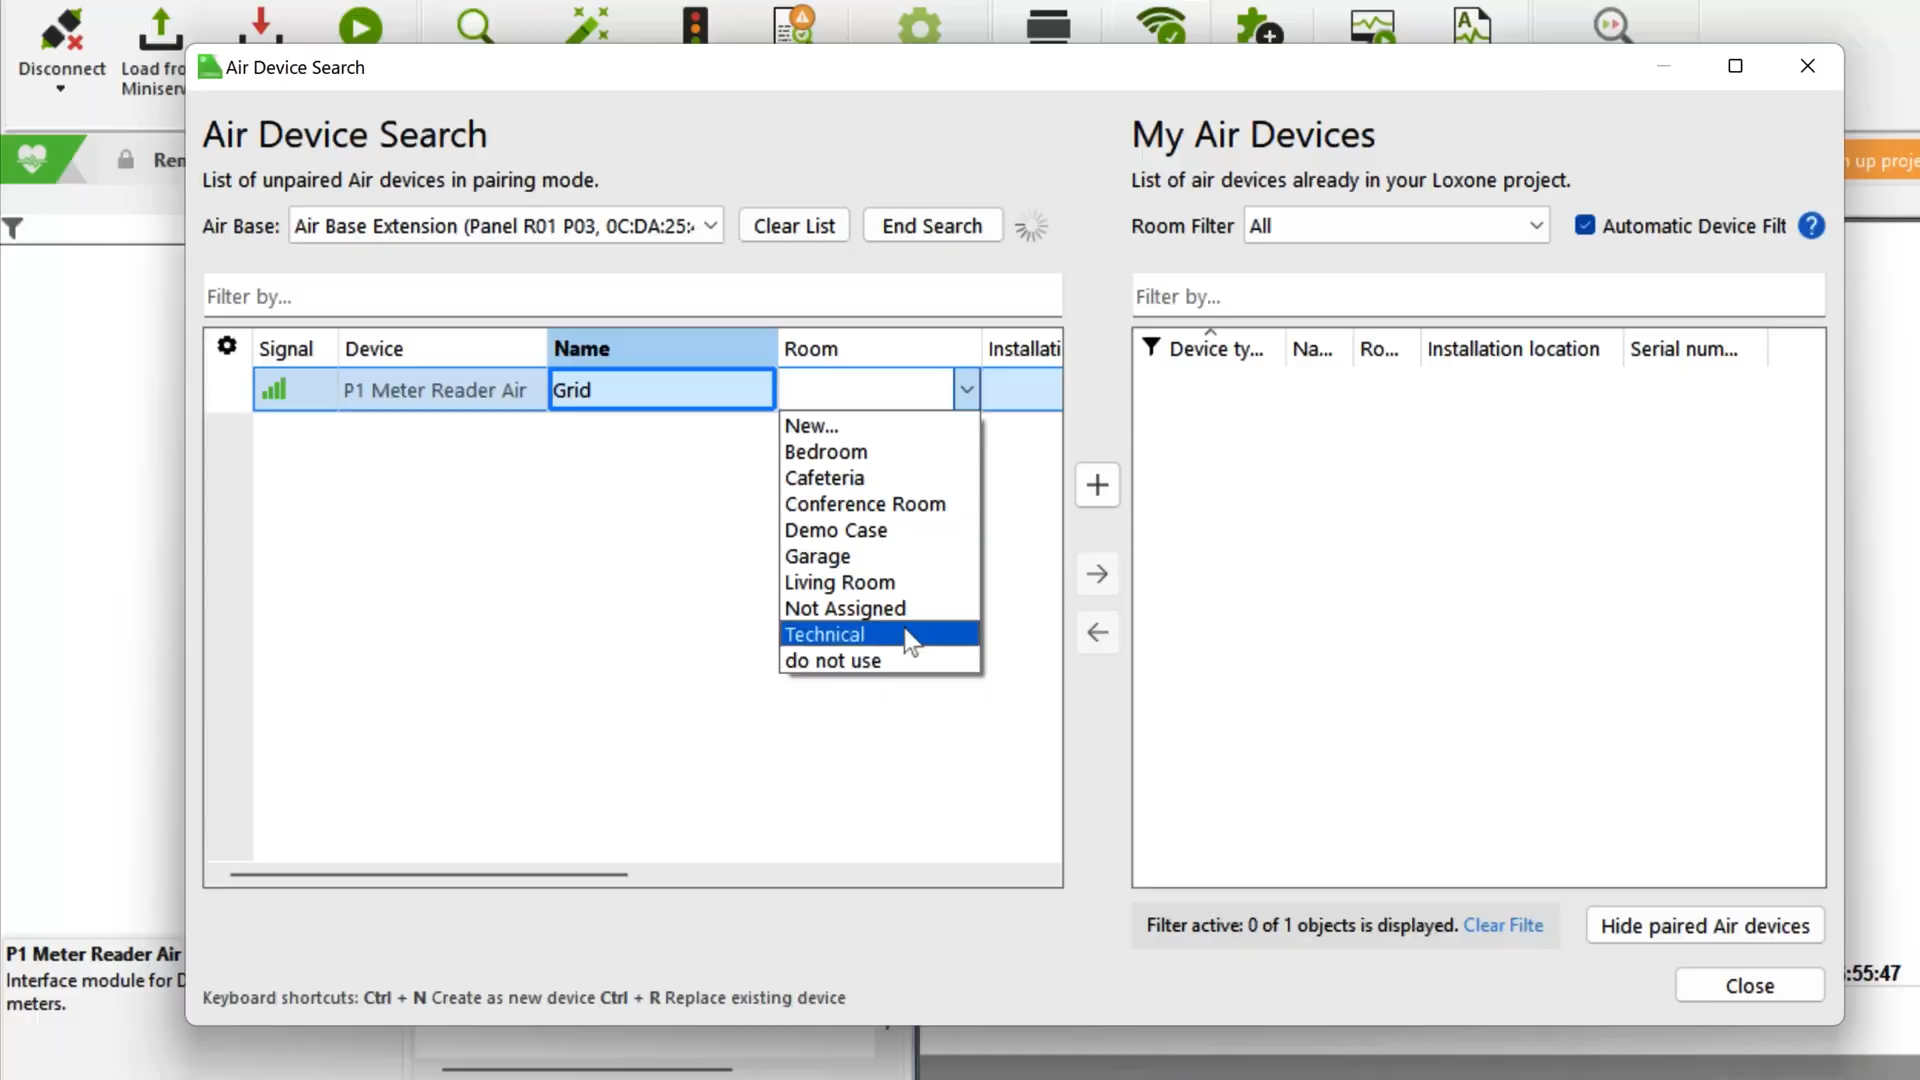 Disconnect
Load fro
Miniserv
Air Device Search
Ren
n up proje
Air Device Search
List of unpaired Air devices in pairing mode.
Air Base:
Air Base Extension (Panel R01 P03, 0C:DA:25:
Clear List
End Search
Filter by...
Signal
Device
Name
Room
Installati
P1 Meter Reader Air
Grid
New...
Bedroom
Cafeteria
Conference Room
Demo Case
Garage
Living Room
Not Assigned
Technical
do not use
My Air Devices
List of air devices already in your Loxone project.
Room Filter
All
Automatic Device Filt
?
Filter by...
Device ty...
Na...
Ro...
Installation location
Serial num...
Filter active: 0 of 1 objects is displayed. Clear Filte
Hide paired Air devices
Close
Keyboard shortcuts: Ctrl + N Create as new device Ctrl + R Replace existing device
P1 Meter Reader Air
Interface module for D
meters.
:55:47